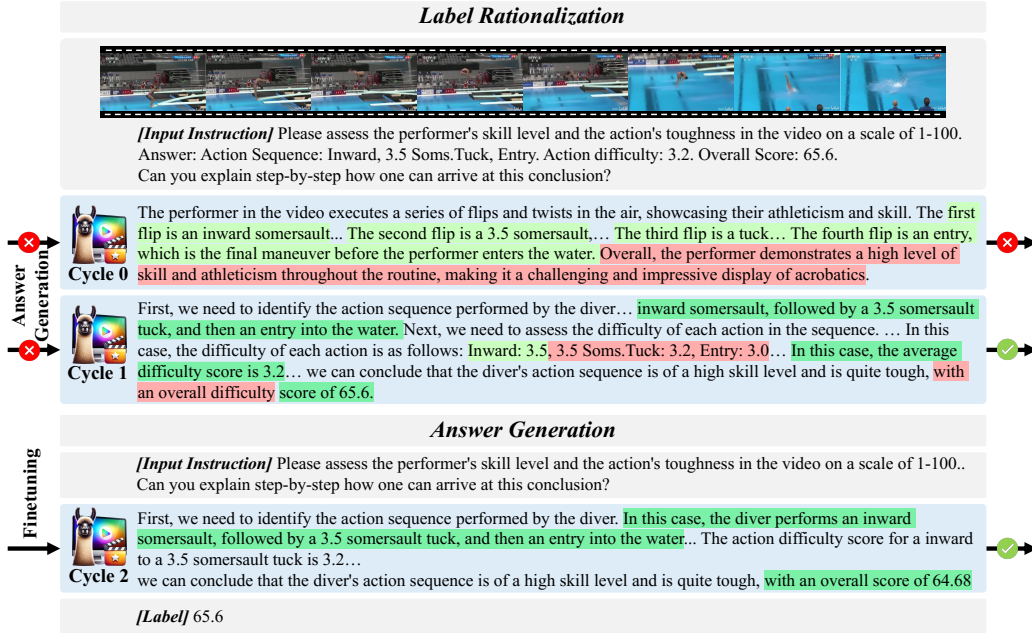 Label Rationalization
[Input Instruction] Please assess the performer's skill level and the action's toughness in the video on a scale of 1-100.
Answer: Action Sequence: Inward, 3.5 Soms.Tuck, Entry. Action difficulty: 3.2. Overall Score: 65.6.
Can you explain step-by-step how one can arrive at this conclusion?
Answer
Generation
Cycle 0
The performer in the video executes a series of flips and twists in the air, showcasing their athleticism and skill. The first
flip is an inward somersault... The second flip is a 3.5 somersault,… The third flip is a tuck… The fourth flip is an entry,
which is the final maneuver before the performer enters the water. Overall, the performer demonstrates a high level of
skill and athleticism throughout the routine, making it a challenging and impressive display of acrobatics.
Cycle 1
First, we need to identify the action sequence performed by the diver… inward somersault, followed by a 3.5 somersault
tuck, and then an entry into the water. Next, we need to assess the difficulty of each action in the sequence. … In this
case, the difficulty of each action is as follows: Inward: 3.5, 3.5 Soms.Tuck: 3.2, Entry: 3.0… In this case, the average
difficulty score is 3.2… we can conclude that the diver's action sequence is of a high skill level and is quite tough, with
an overall difficulty score of 65.6.
Answer Generation
Finetuning
[Input Instruction] Please assess the performer's skill level and the action's toughness in the video on a scale of 1-100..
Can you explain step-by-step how one can arrive at this conclusion?
Cycle 2
First, we need to identify the action sequence performed by the diver. In this case, the diver performs an inward
somersault, followed by a 3.5 somersault tuck, and then an entry into the water... The action difficulty score for a inward
to a 3.5 somersault tuck is 3.2…
we can conclude that the diver's action sequence is of a high skill level and is quite tough, with an overall score of 64.68
[Label] 65.6